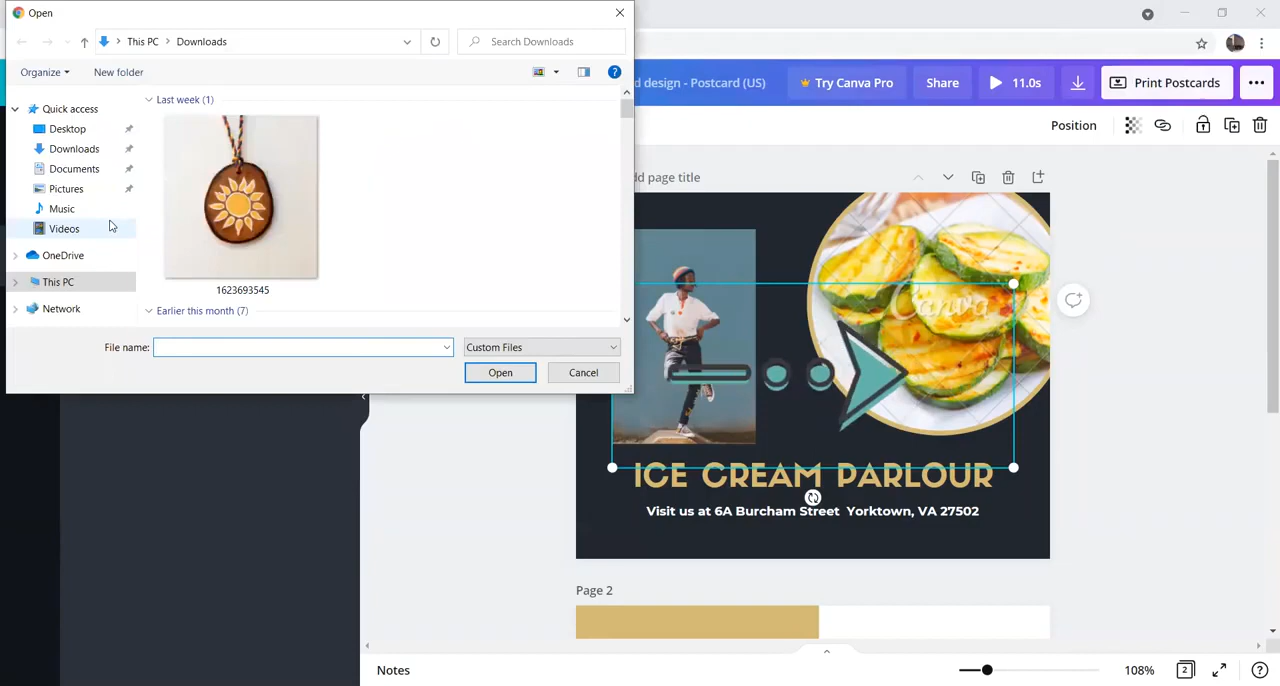 Open
This PC > Downloads
Search Downloads
Organize
New folder
?
Quick access
Desktop
Downloads
Documents
Pictures
Music
Videos
OneDrive
This PC
Network
Last week (1)
1623693545
Earlier this month (7)
File name:
Custom Files
Open
Cancel
d design - Postcard (US)
Try Canva Pro
Share
11.0s
Print Postcards
Position
dd page title
Canva
ICE CREAM PARLOUR
Visit us at 6A Burcham Street Yorktown, VA 27502
Page 2
Notes
108%
2
?